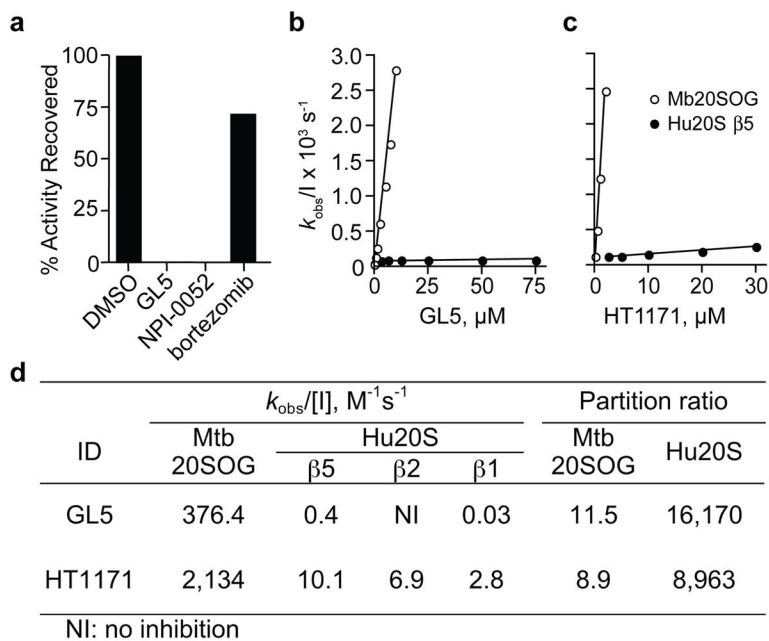 a
% Activity Recovered
100
75
50
25
0
DMSO
GL5
NPI-0052
bortezomib
b
kobs/I x 10³ s⁻¹
3.0
2.5
2.0
1.5
1.0
0.5
0
0 25 50 75
GL5, μM
c
Mb20SOG
Hu20S β5
0 10 20 30
HT1171, μM
d
kobs/[I], M⁻¹s⁻¹ Partition ratio
ID Mtb 20SOG Hu20S Mtb 20SOG Hu20S
β5 β2 β1
GL5 376.4 0.4 NI 0.03 11.5 16,170
HT1171 2,134 10.1 6.9 2.8 8.9 8,963
NI: no inhibition